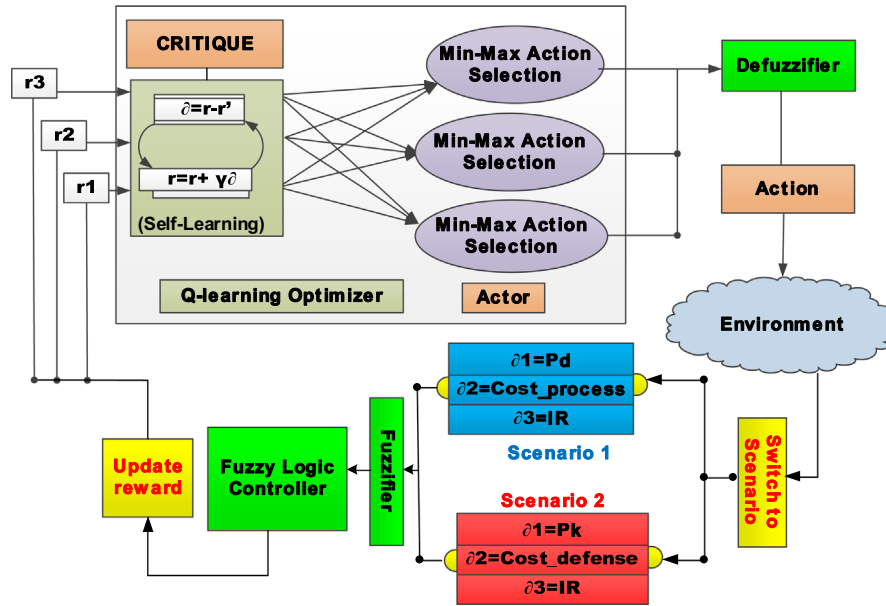 CRITIQUE
r3
r2
r1
∂=r-r’
r=r+ γ∂
(Self-Learning)
Min-Max Action
Selection
Min-Max Action
Selection
Min-Max Action
Selection
Q-learning Optimizer
Actor
Defuzzifier
Action
Environment
Switch to
Scenario
∂1=Pd
∂2=Cost_process
∂3=IR
Scenario 1
Scenario 2
∂1=Pk
∂2=Cost_defense
∂3=IR
Fuzzifier
Fuzzy Logic
Controller
Update
reward